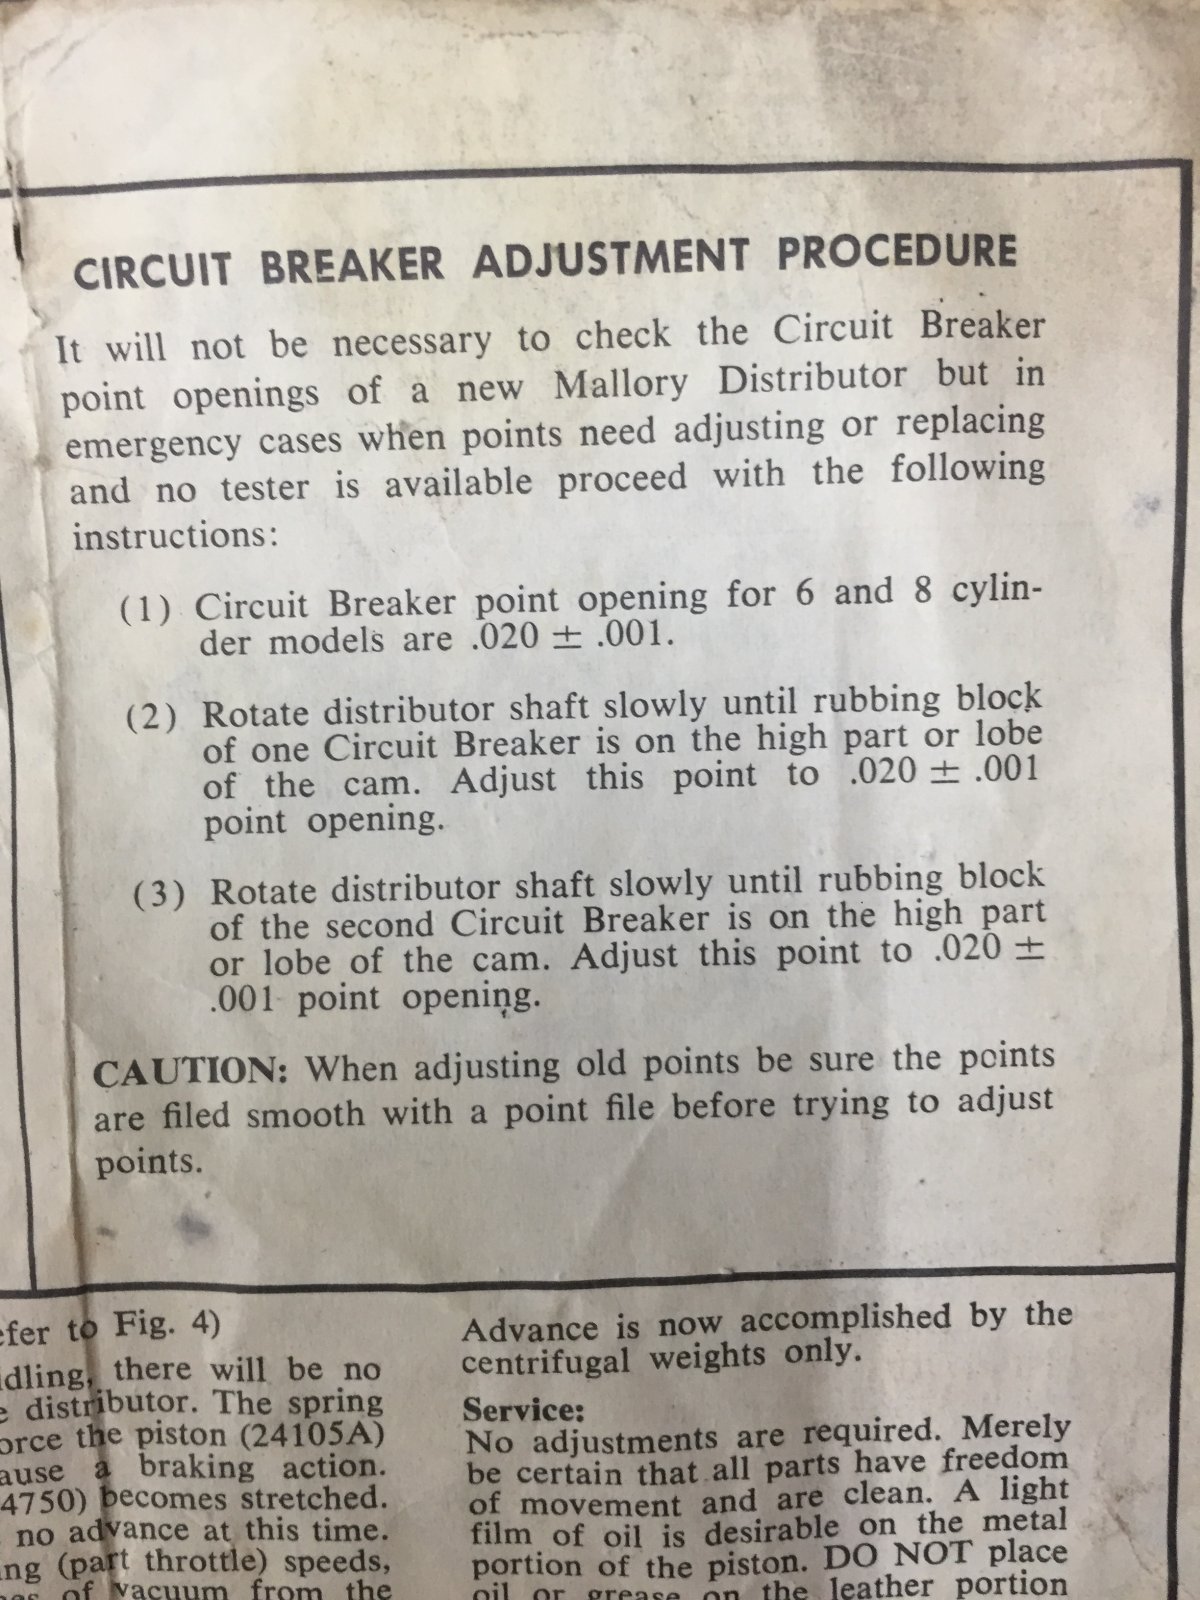 CIRCUIT BREAKER ADJUSTMENT PROCEDURE
It will not be necessary to check the Circuit Breaker
point openings of a new Mallory Distributor but in
emergency cases when points need adjusting or replacing
and no tester is available proceed with the following
instructions:
(1) Circuit Breaker point opening for 6 and 8 cylin-
der models are .020 ± .001.
(2) Rotate distributor shaft slowly until rubbing block
of one Circuit Breaker is on the high part or lobe
of the cam. Adjust this point to .020 ± .001
point opening.
(3) Rotate distributor shaft slowly until rubbing block
of the second Circuit Breaker is on the high part
or lobe of the cam. Adjust this point to .020 ±
.001 point opening.
CAUTION: When adjusting old points be sure the points
are filed smooth with a point file before trying to adjust
points.
to Fig. 4)
there will be no
distributor. The spring
the piston (24105A)
a braking action.
becomes stretched.
no advance at this time.
(part throttle) speeds,
of vacuum from the
Advance is now accomplished by the
centrifugal weights only.
Service:
No adjustments are required. Merely
be certain that all parts have freedom
of movement and are clean. A light
film of oil is desirable on the metal
portion of the piston. DO NOT place
oil or grease on the leather portion